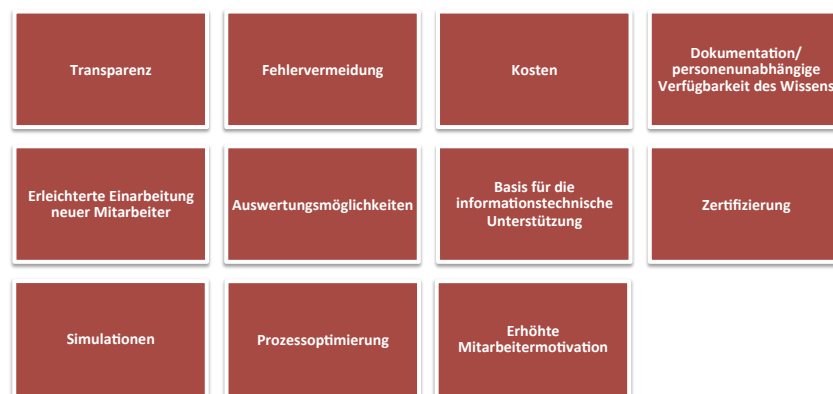 Transparenz
Fehlervermeidung
Kosten
Dokumentation/
personenunabhängige
Verfügbarkeit des Wissens
Erleichterte Einarbeitung
neuer Mitarbeiter
Auswertungsmöglichkeiten
Basis für die
informationstechnische
Unterstützung
Zertifizierung
Simulationen
Prozessoptimierung
Erhöhte
Mitarbeitermotivation